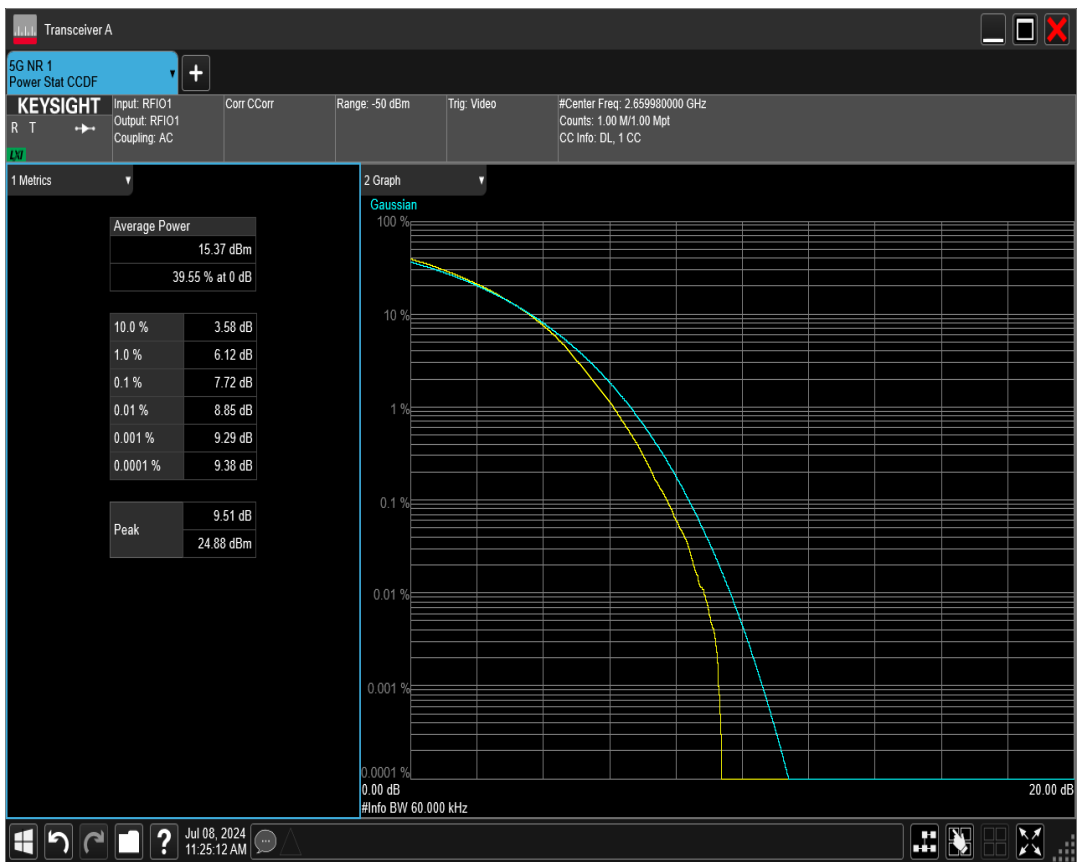 Transceiver A
5G NR 1
Power Stat CCDF
+
KEYSIGHT
R T
LXI
Input: RFIO1
Output: RFIO1
Coupling: AC
Corr CCorr
Range: -50 dBm
Trig: Video
#Center Freq: 2.659980000 GHz
Counts: 1.00 M/1.00 Mpt
CC Info: DL, 1 CC
1 Metrics
Average Power
15.37 dBm
39.55 % at 0 dB
10.0 % 3.58 dB
1.0 % 6.12 dB
0.1 % 7.72 dB
0.01 % 8.85 dB
0.001 % 9.29 dB
0.0001 % 9.38 dB
Peak
9.51 dB
24.88 dBm
2 Graph
Gaussian
100 %
10 %
1 %
0.1 %
0.01 %
0.001 %
0.0001 %
0.00 dB 20.00 dB
#Info BW 60.000 kHz
?
Jul 08, 2024
11:25:12 AM